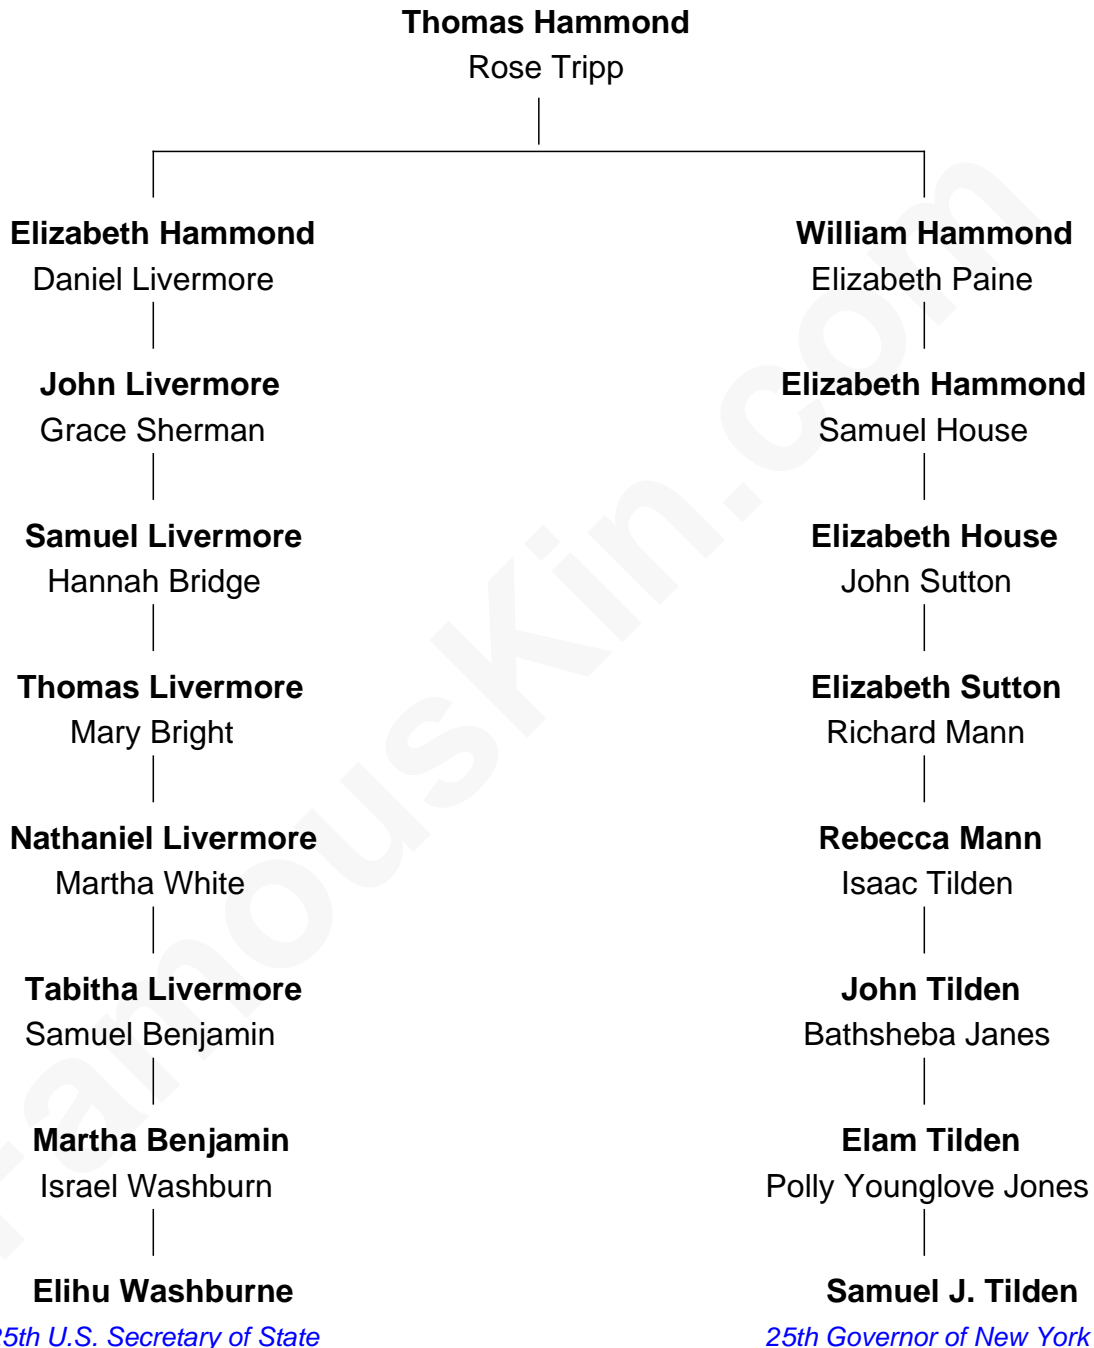 Thomas Hammond
Rose Tripp
Elizabeth Hammond
Daniel Livermore
William Hammond
Elizabeth Paine
John Livermore
Grace Sherman
Elizabeth Hammond
Samuel House
Samuel Livermore
Hannah Bridge
Elizabeth House
John Sutton
Thomas Livermore
Mary Bright
Elizabeth Sutton
Richard Mann
Nathaniel Livermore
Martha White
Rebecca Mann
Isaac Tilden
Tabitha Livermore
Samuel Benjamin
John Tilden
Bathsheba Janes
Martha Benjamin
Israel Washburn
Elam Tilden
Polly Younglove Jones
Elihu Washburne
25th U.S. Secretary of State
Samuel J. Tilden
25th Governor of New York
FamousKin.com